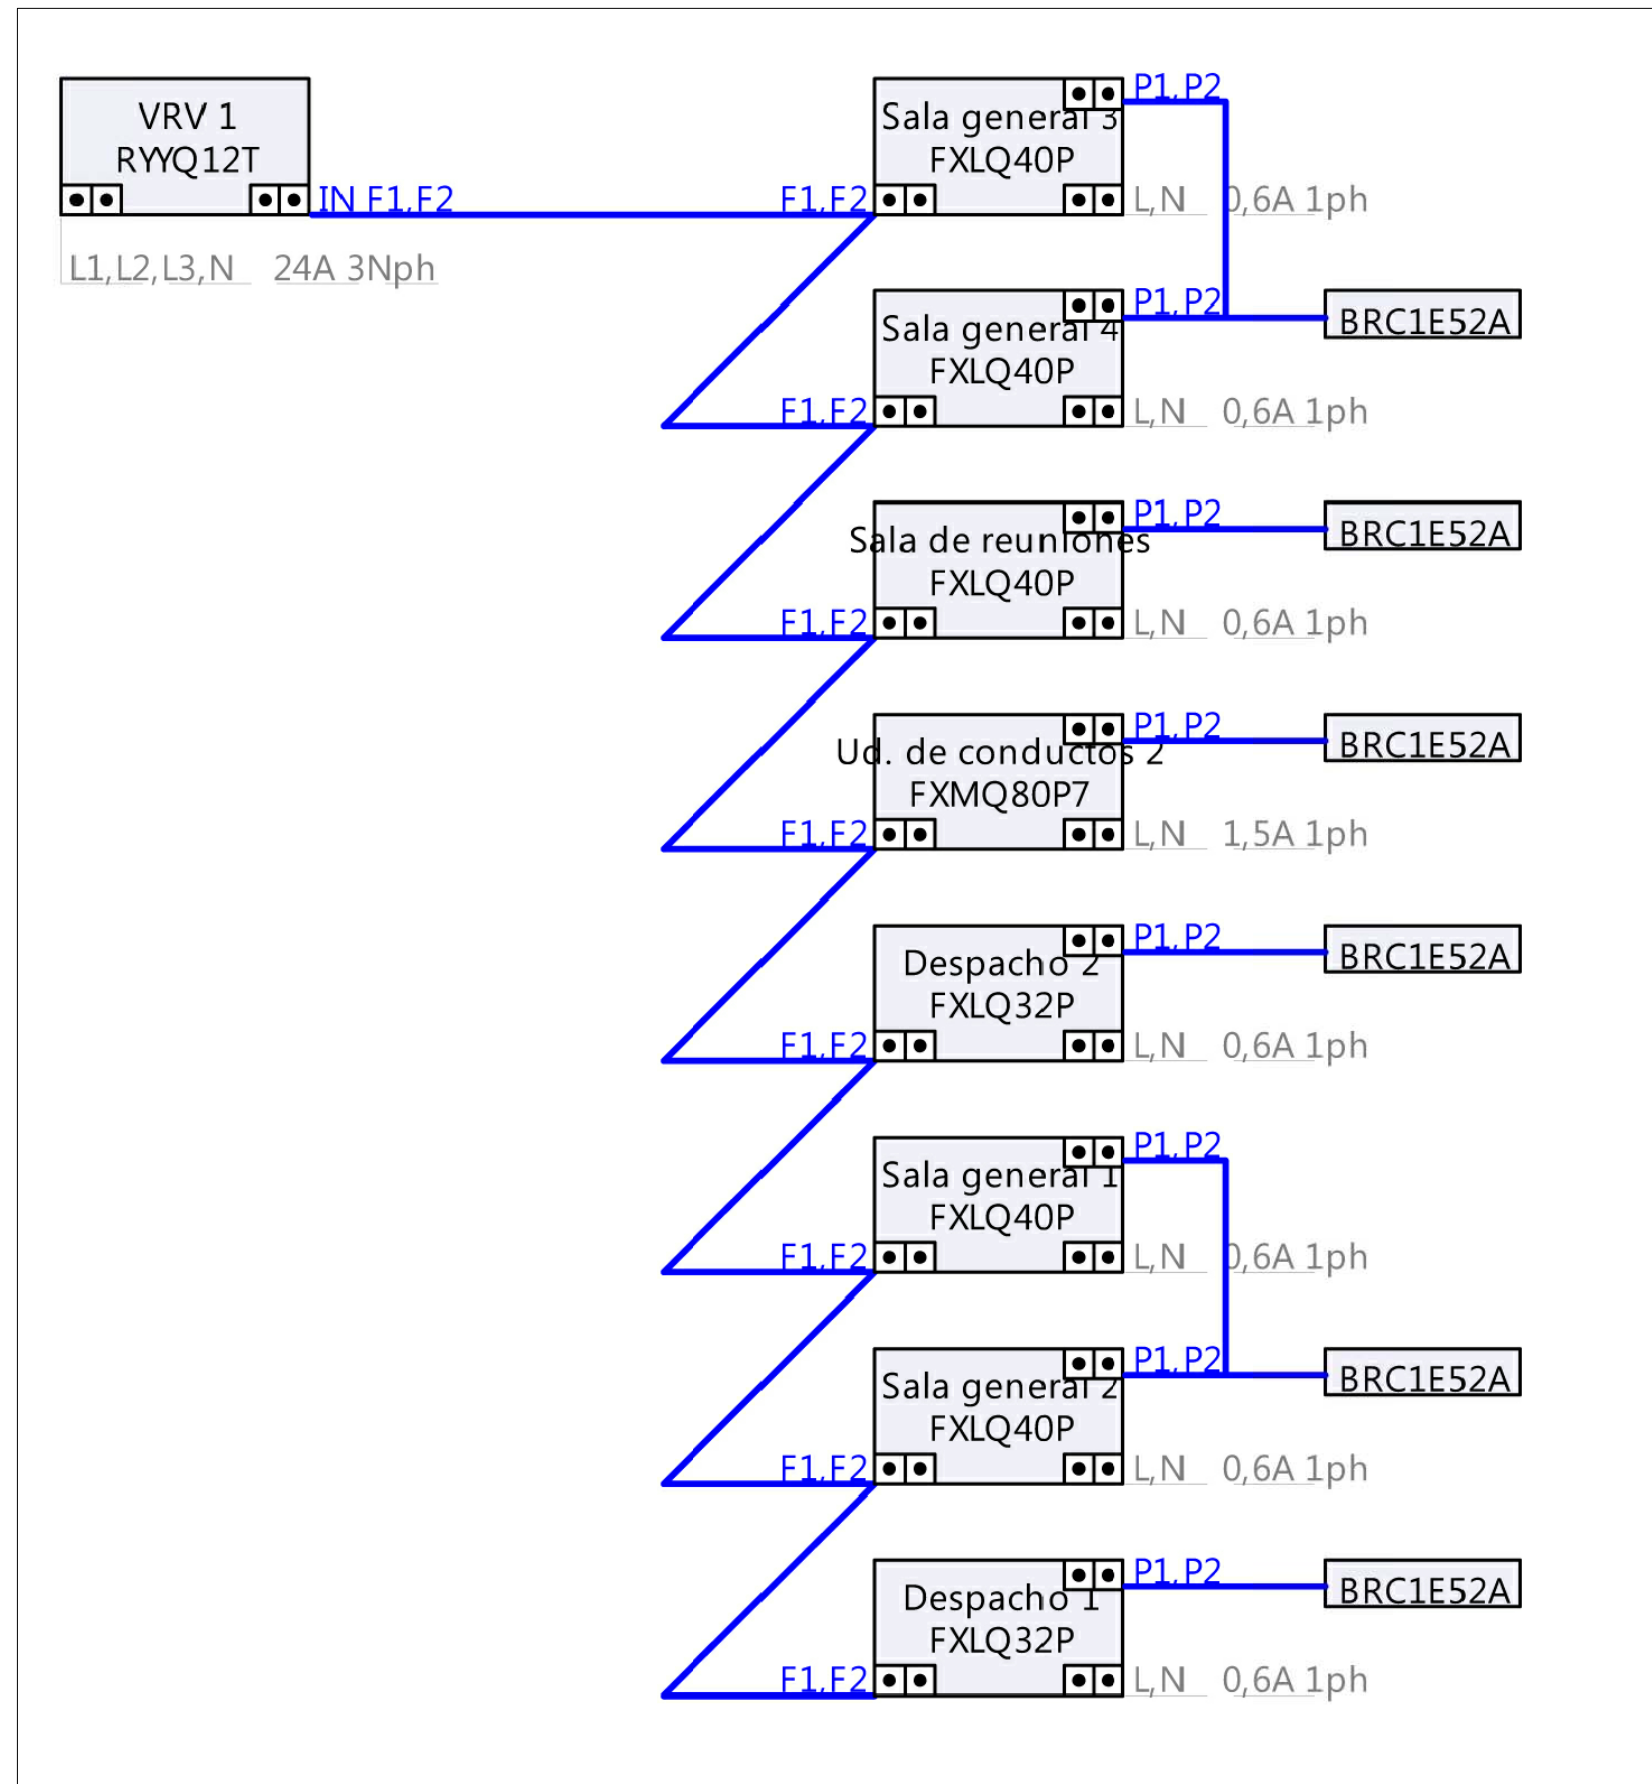 VRV 1
RYYQ12T
IN F1,F2
L1,L2,L3,N 24A 3Nph
P1,P2
Sala general 3
FXLQ40P
F1,F2
L,N 0,6A 1ph
P1,P2
Sala general 4
FXLQ40P
BRC1E52A
F1,F2
L,N 0,6A 1ph
P1,P2
Sala de reuniones
FXLQ40P
BRC1E52A
F1,F2
L,N 0,6A 1ph
P1,P2
Ud. de conductos 2
FXMQ80P7
BRC1E52A
F1,F2
L,N 1,5A 1ph
P1,P2
Despacho 2
FXLQ32P
BRC1E52A
F1,F2
L,N 0,6A 1ph
P1,P2
Sala general 1
FXLQ40P
F1,F2
L,N 0,6A 1ph
P1,P2
Sala general 2
FXLQ40P
BRC1E52A
F1,F2
L,N 0,6A 1ph
P1,P2
Despacho 1
FXLQ32P
BRC1E52A
F1,F2
L,N 0,6A 1ph